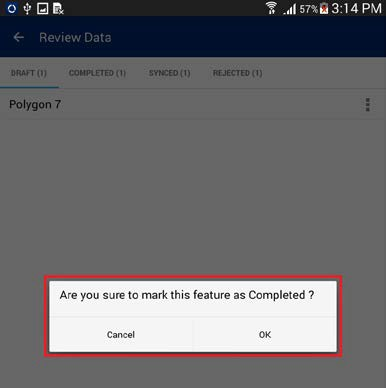 57% 3:14 PM
Review Data
DRAFT (1) COMPLETED (1) SYNCED (1) REJECTED (1)
Polygon 7
Are you sure to mark this feature as Completed ?
Cancel OK